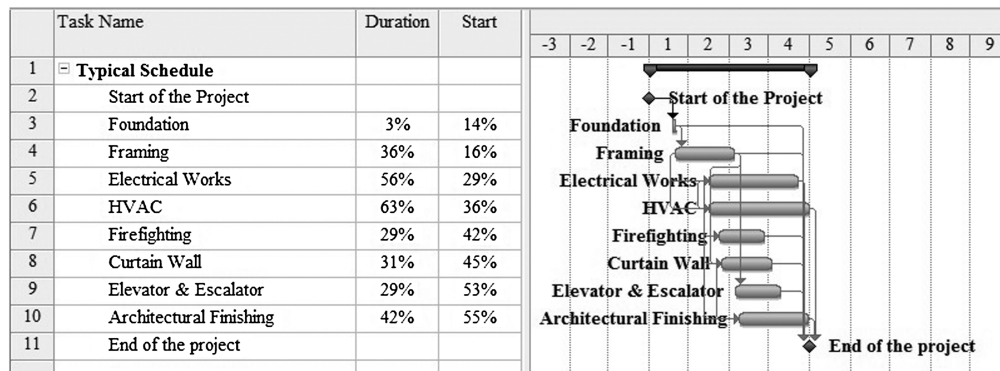 Task Name Duration Start
-3 -2 -1 1 2 3 4 5 6 7 8 9
1 Typical Schedule
2 Start of the Project Start of the Project
3 Foundation 3% 14% Foundation
4 Framing 36% 16% Framing
5 Electrical Works 56% 29% Electrical Works
6 HVAC 63% 36% HVAC
7 Firefighting 29% 42% Firefighting
8 Curtain Wall 31% 45% Curtain Wall
9 Elevator & Escalator 29% 53% Elevator & Escalator
10 Architectural Finishing 42% 55% Architectural Finishing
11 End of the project End of the project